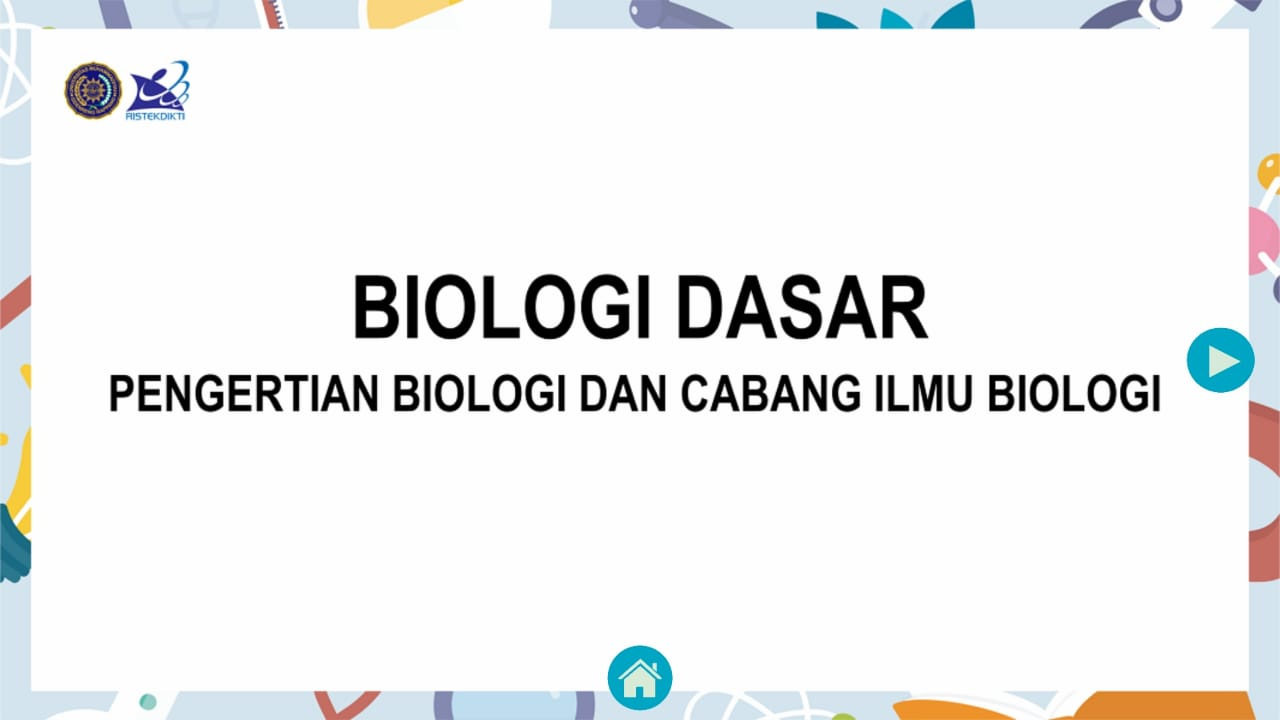 RISTEKDIKTI
BIOLOGI DASAR
PENGERTIAN BIOLOGI DAN CABANG ILMU BIOLOGI